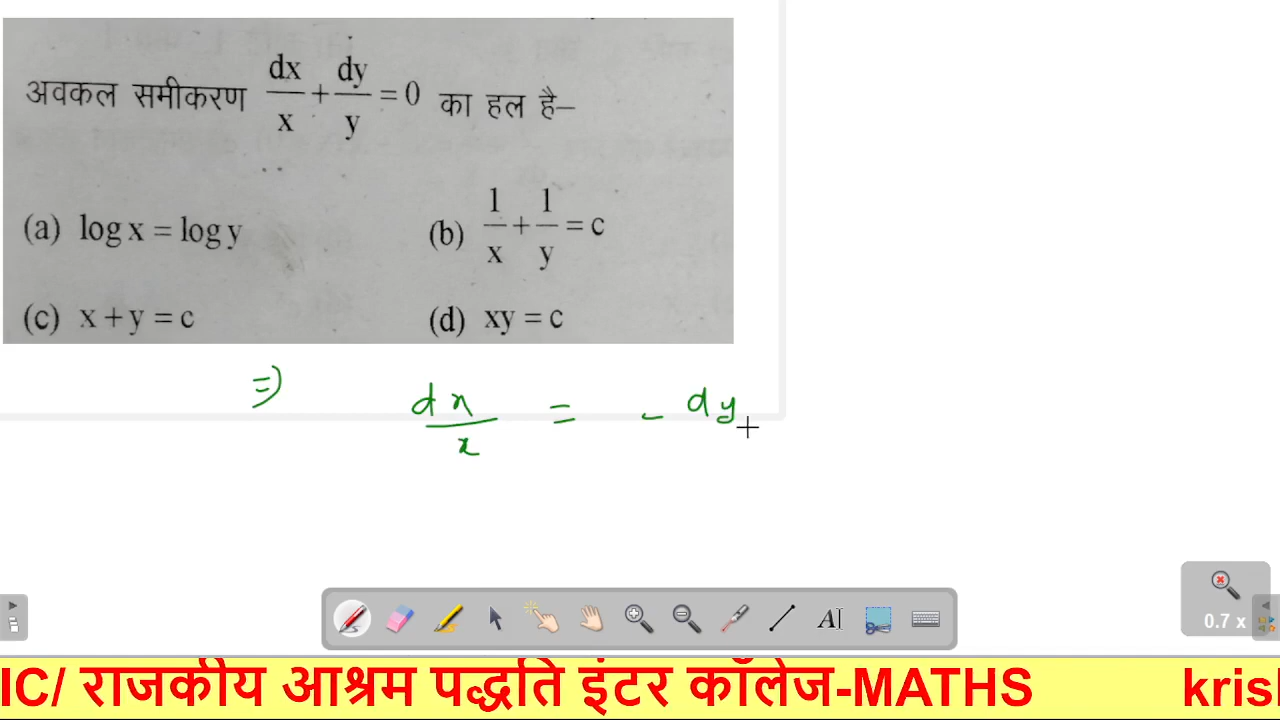 अवकल समीकरण dx/x + dy/y = 0 का हल है–
(a) log x = log y
(b) 1/x + 1/y = c
(c) x + y = c
(d) xy = c
⇒ dx/x = - dy
0.7 x
IC/ राजकीय आश्रम पद्धति इंटर कॉलेज-MATHS